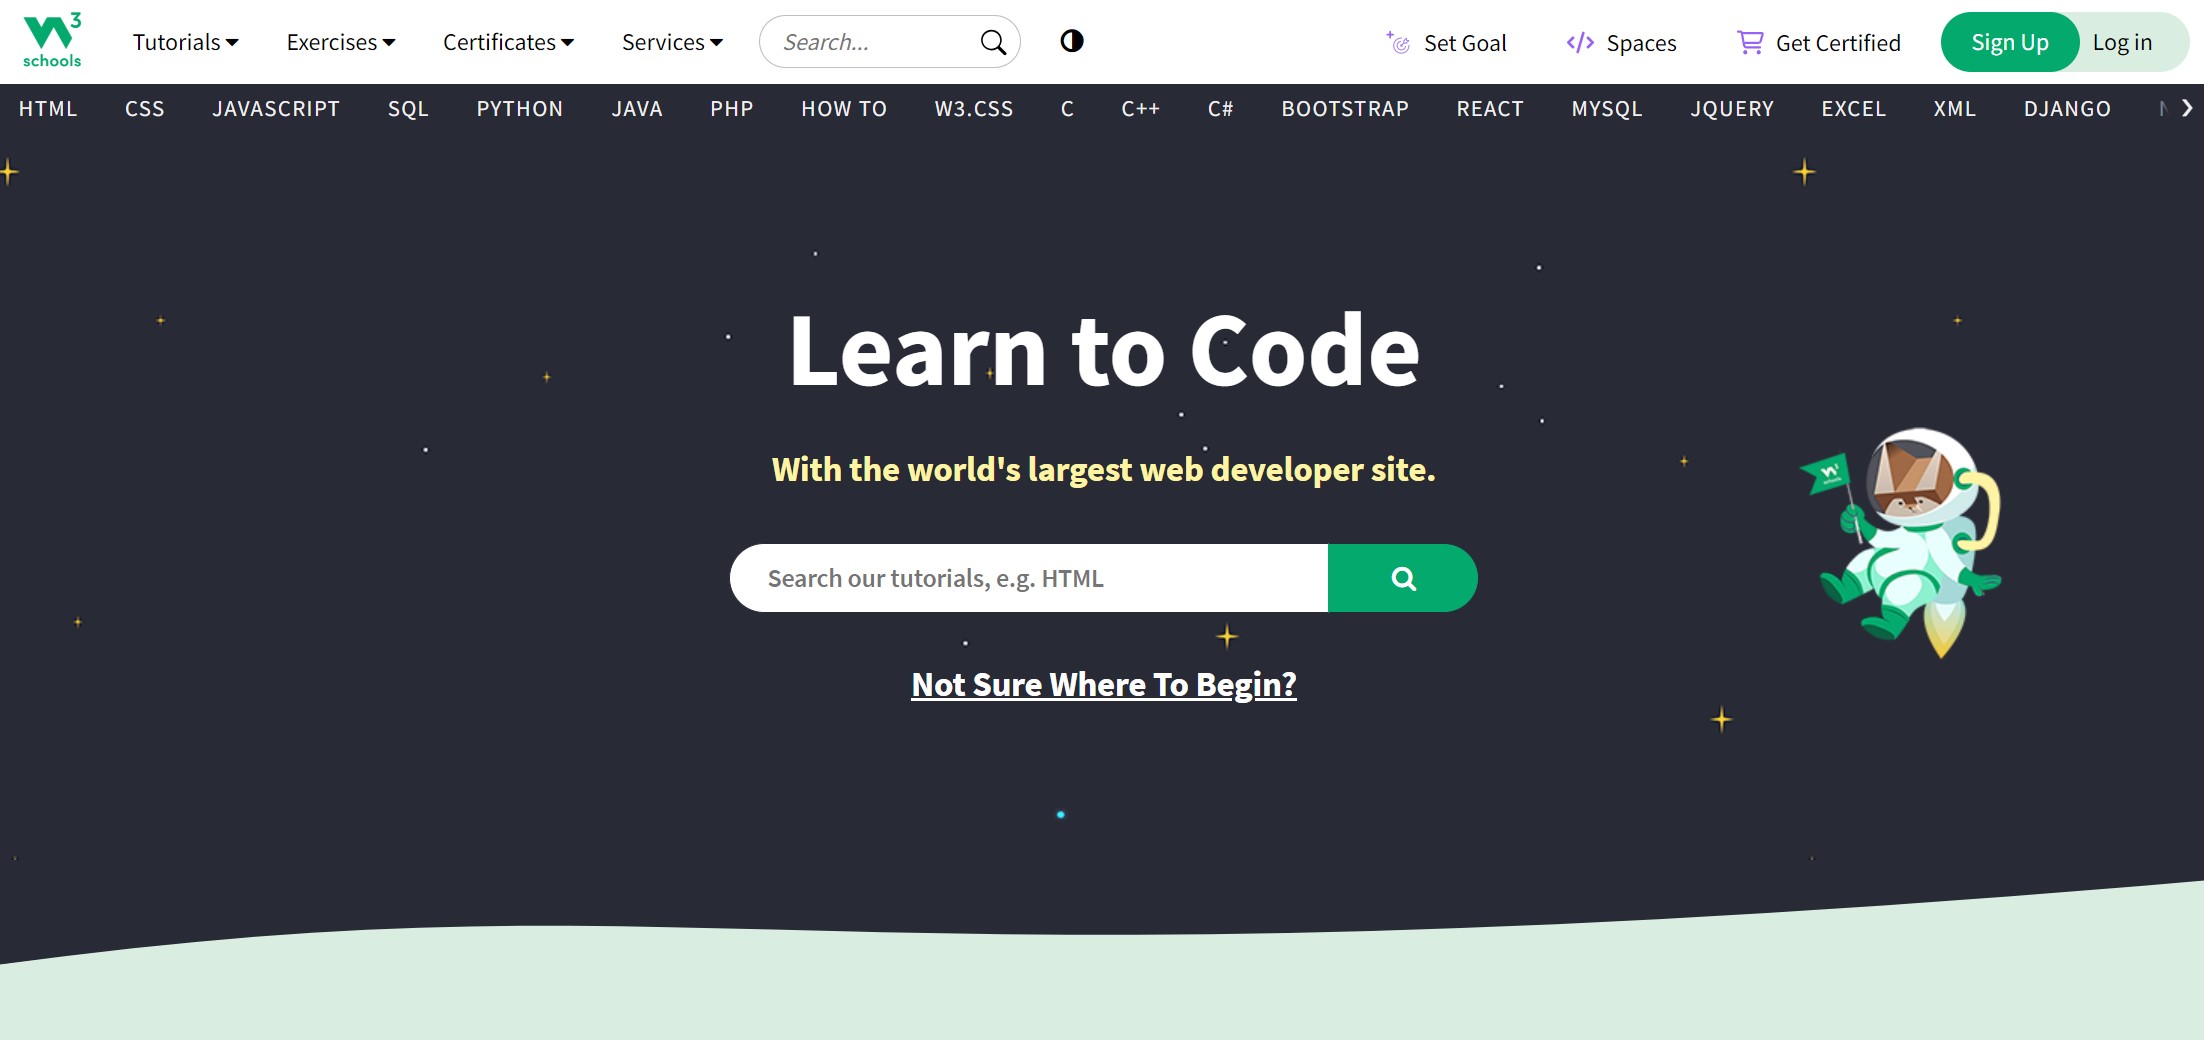 W3 schools
Tutorials Exercises Certificates Services Search... Set Goal Spaces Get Certified Sign Up Log in
HTML CSS JAVASCRIPT SQL PYTHON JAVA PHP HOW TO W3.CSS C C++ C# BOOTSTRAP REACT MYSQL JQUERY EXCEL XML DJANGO
Learn to Code
With the world's largest web developer site.
Search our tutorials, e.g. HTML
Not Sure Where To Begin?